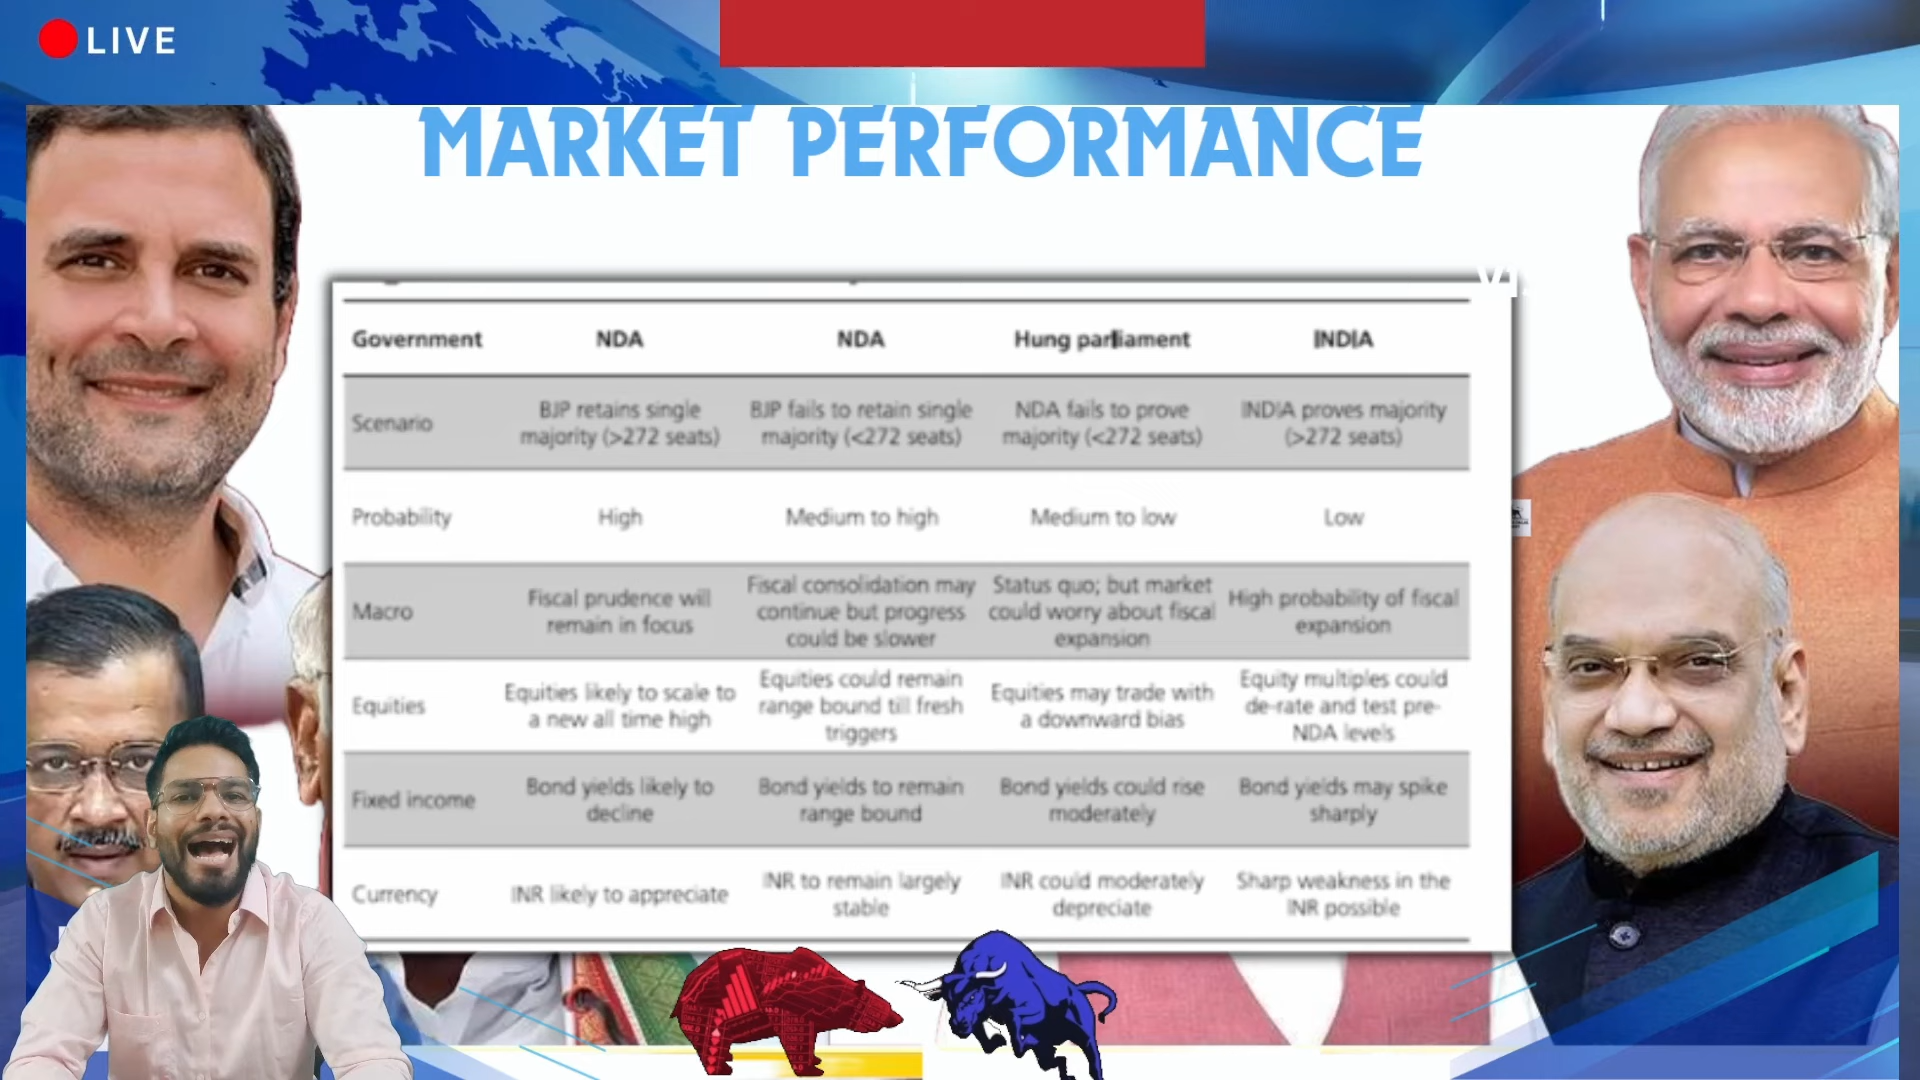 LIVE
MARKET PERFORMANCE
Government NDA NDA Hung parliament INDIA
Scenario
BJP retains single
majority (>272 seats)
BJP fails to retain single
majority (<272 seats)
NDA fails to prove
majority (<272 seats)
INDIA proves majority
(>272 seats)
Probability High Medium to high Medium to low Low
Macro
Fiscal prudence will
remain in focus
Fiscal consolidation may
continue but progress
could be slower
Status quo; but market
could worry about fiscal
expansion
High probability of fiscal
expansion
Equities
Equities likely to scale to
a new all time high
Equities could remain
range bound till fresh
triggers
Equities may trade with
a downward bias
Equity multiples could
de-rate and test pre-
NDA levels
Fixed income
Bond yields likely to
decline
Bond yields to remain
range bound
Bond yields could rise
moderately
Bond yields may spike
sharply
Currency
INR likely to appreciate
INR to remain largely
stable
INR could moderately
depreciate
Sharp weakness in the
INR possible